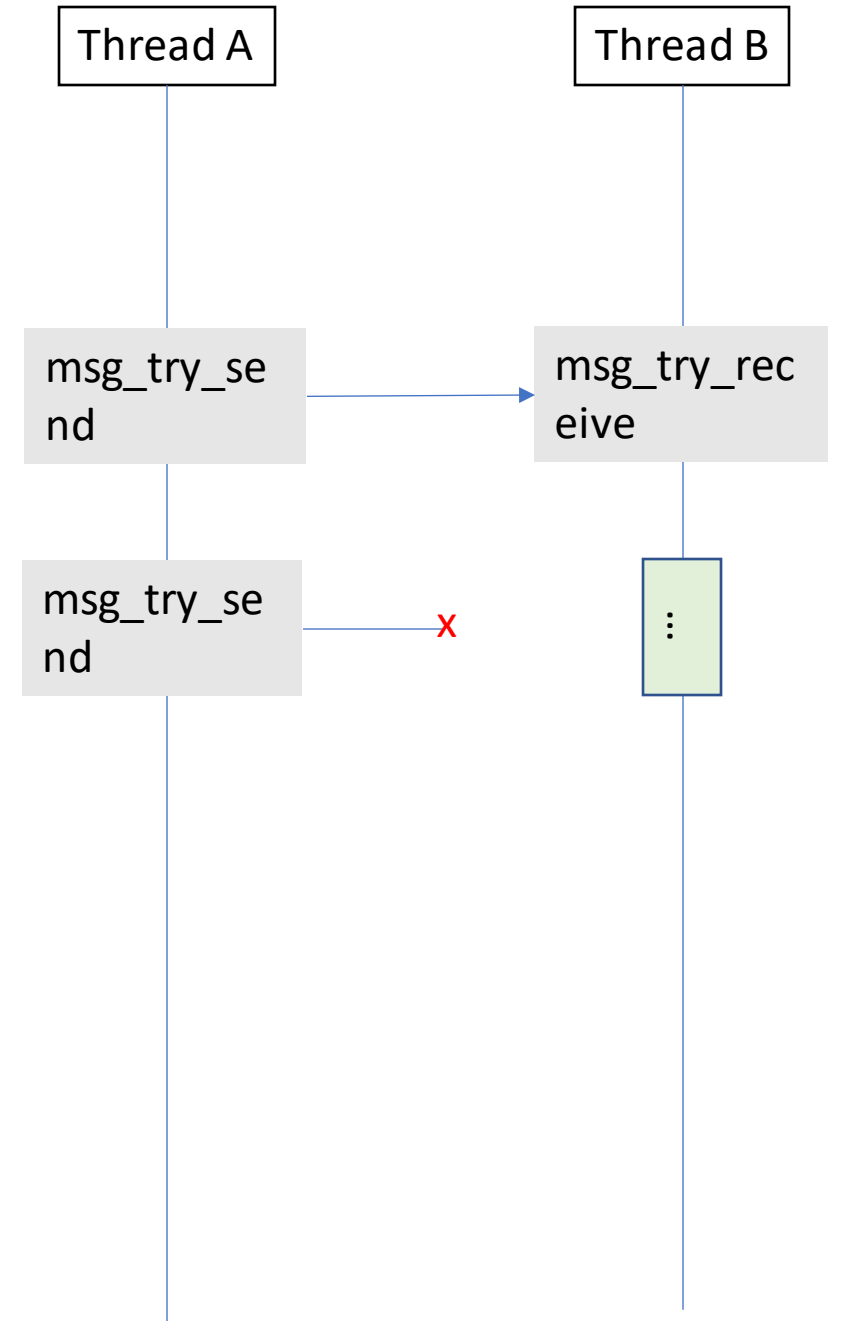 Thread A
Thread B
msg_try_se
nd
msg_try_rec
eive
msg_try_se
nd
x
...